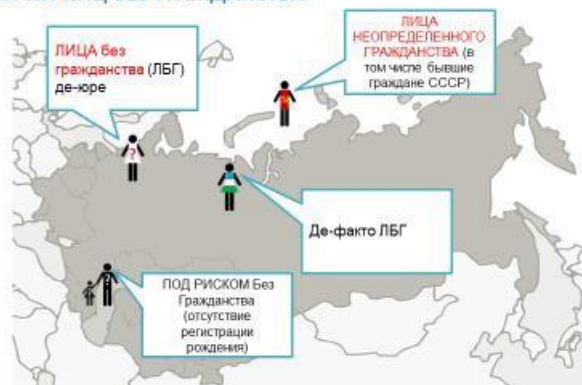 ЛИЦА
НЕОПРЕДЕЛЕННОГО
ГРАЖДАНСТВА (в
том числе бывшие
граждане СССР)
ЛИЦА без
гражданства (ЛБГ)
де-юре
?
Де-факто ЛБГ
ПОД РИСКОМ Без
Гражданства
(отсутствие
регистрации
рождения)